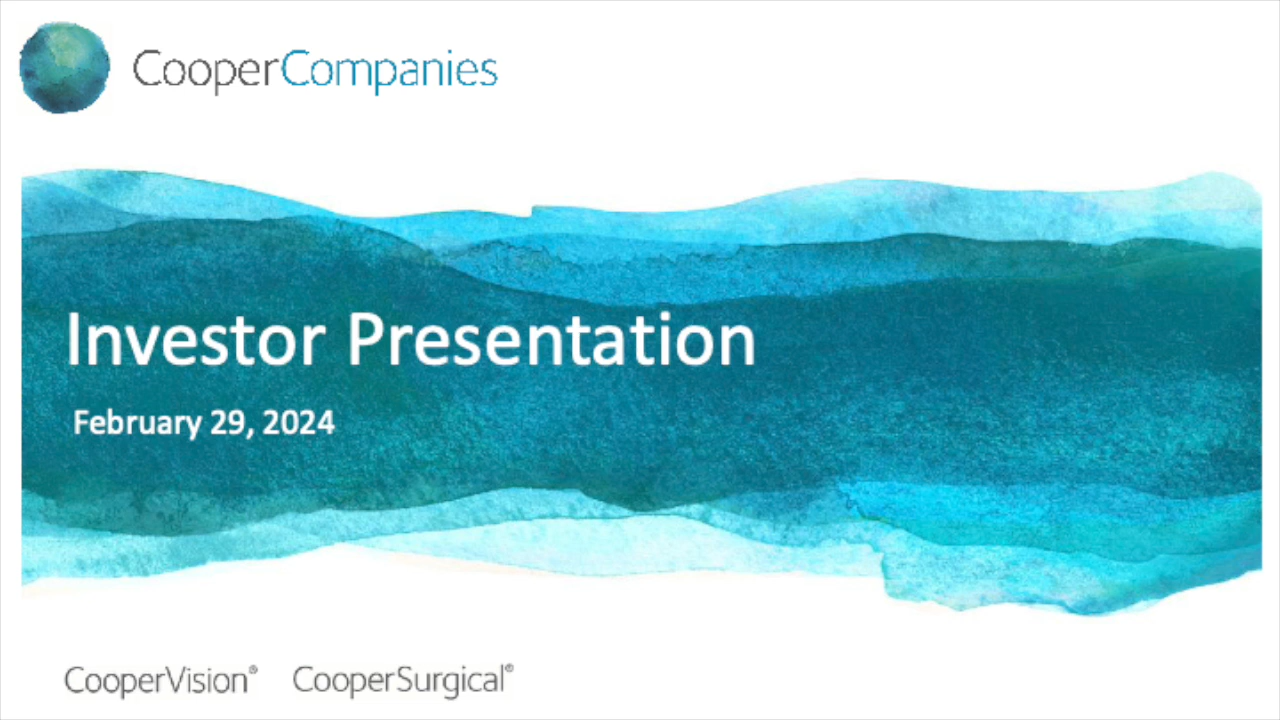 CooperCompanies
Investor Presentation
February 29, 2024
CooperVision® CooperSurgical®